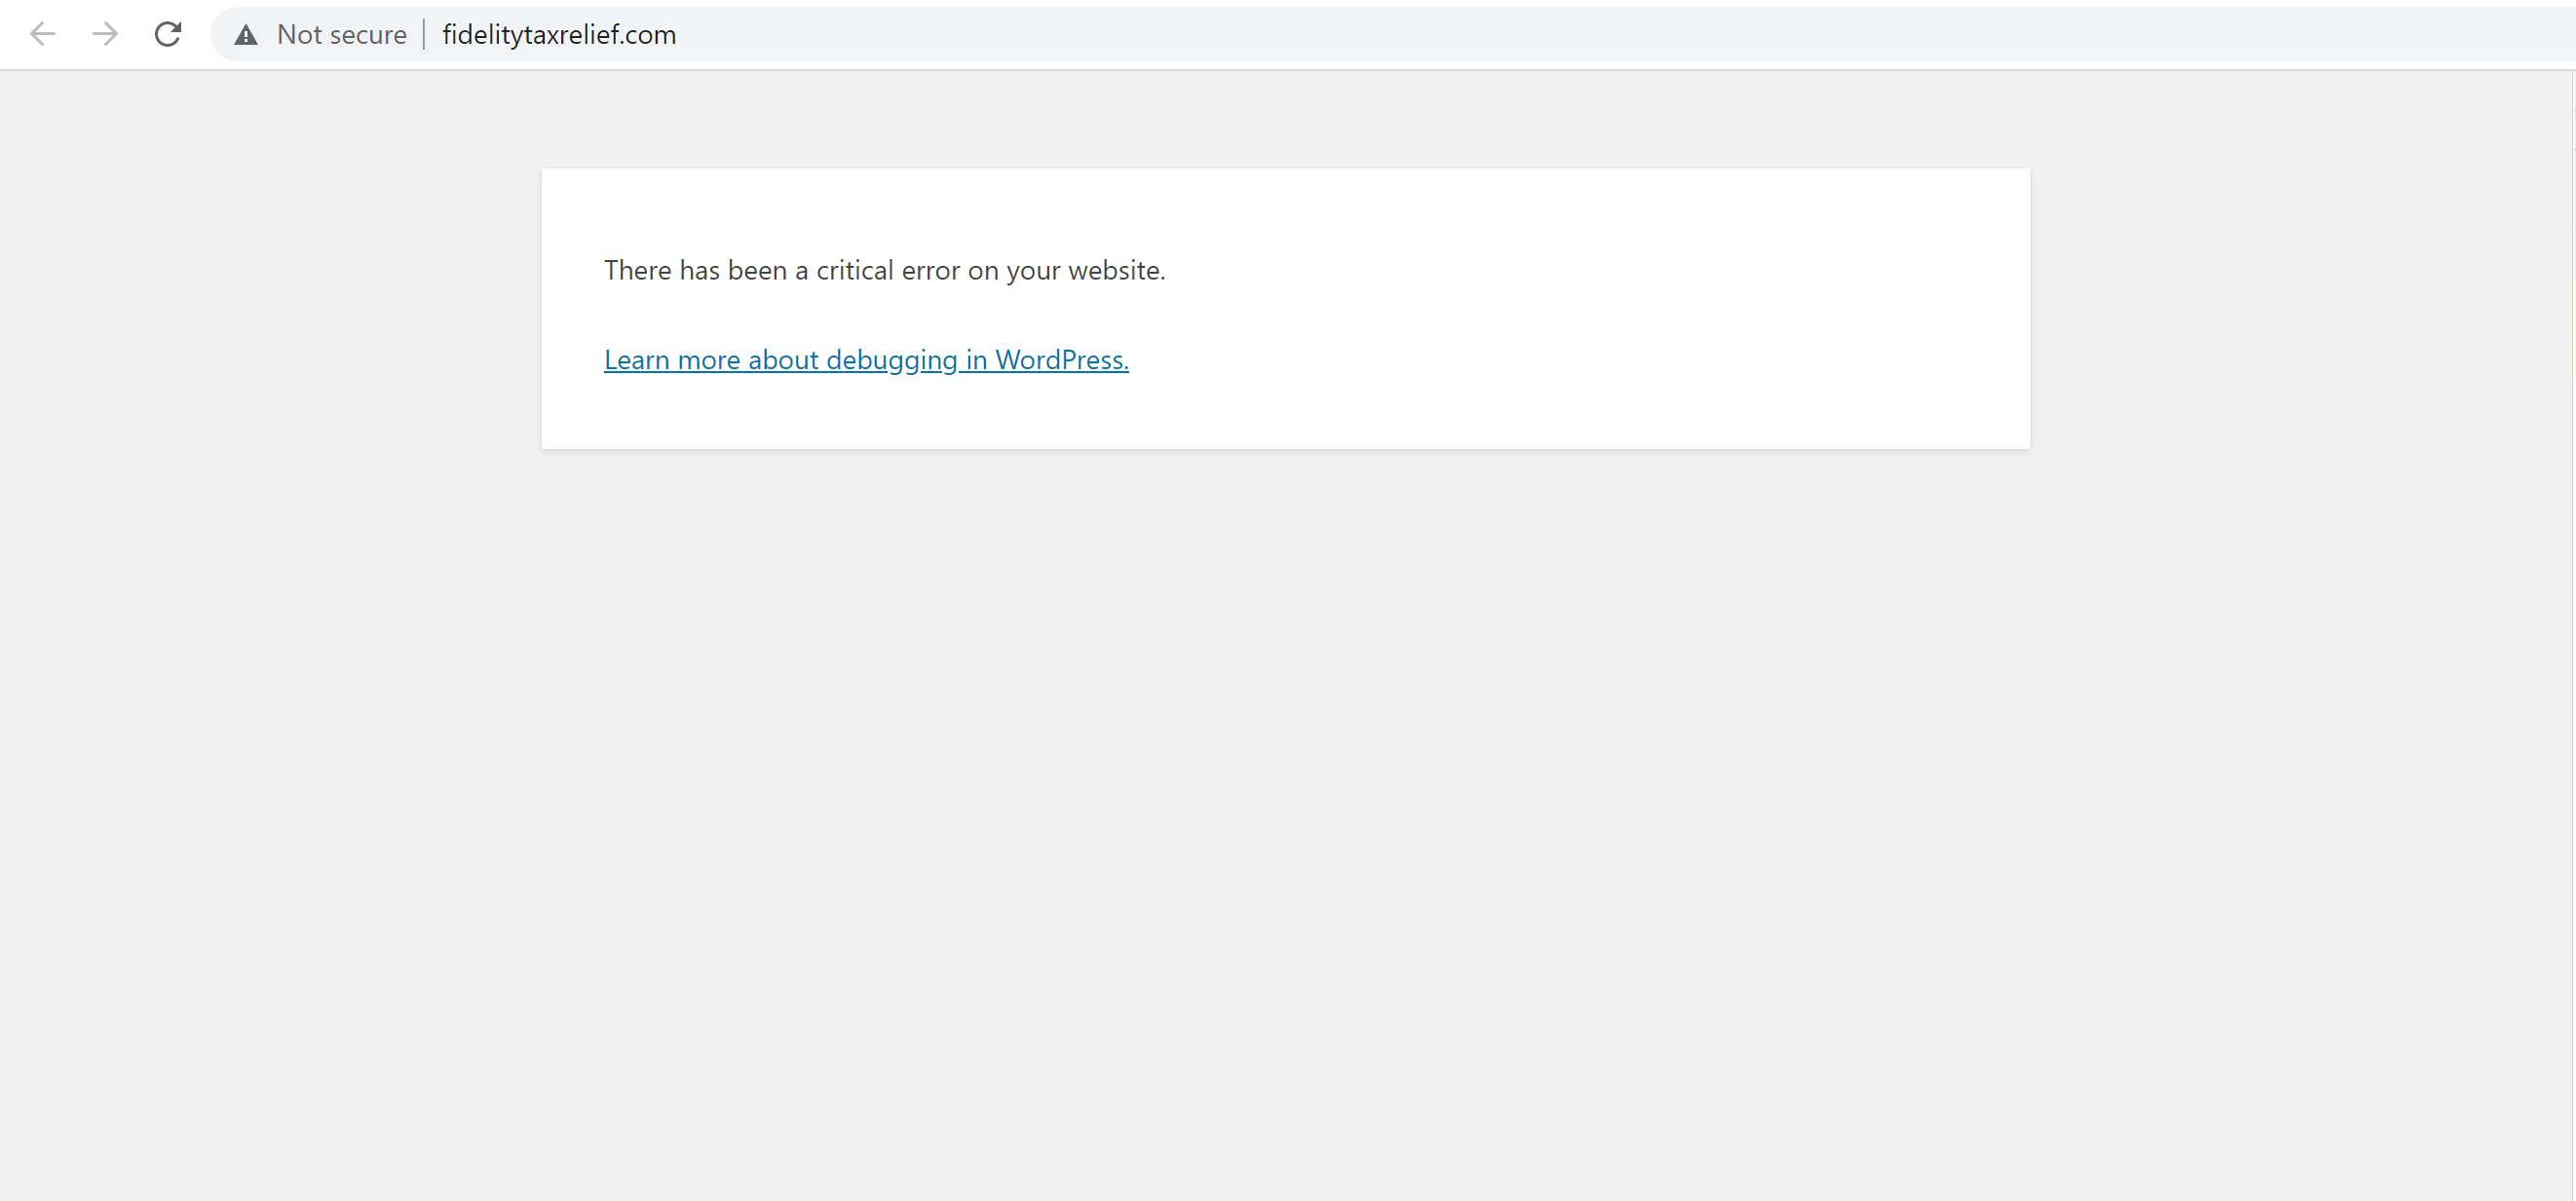 Not secure | fidelitytaxrelief.com
There has been a critical error on your website.
Learn more about debugging in WordPress.